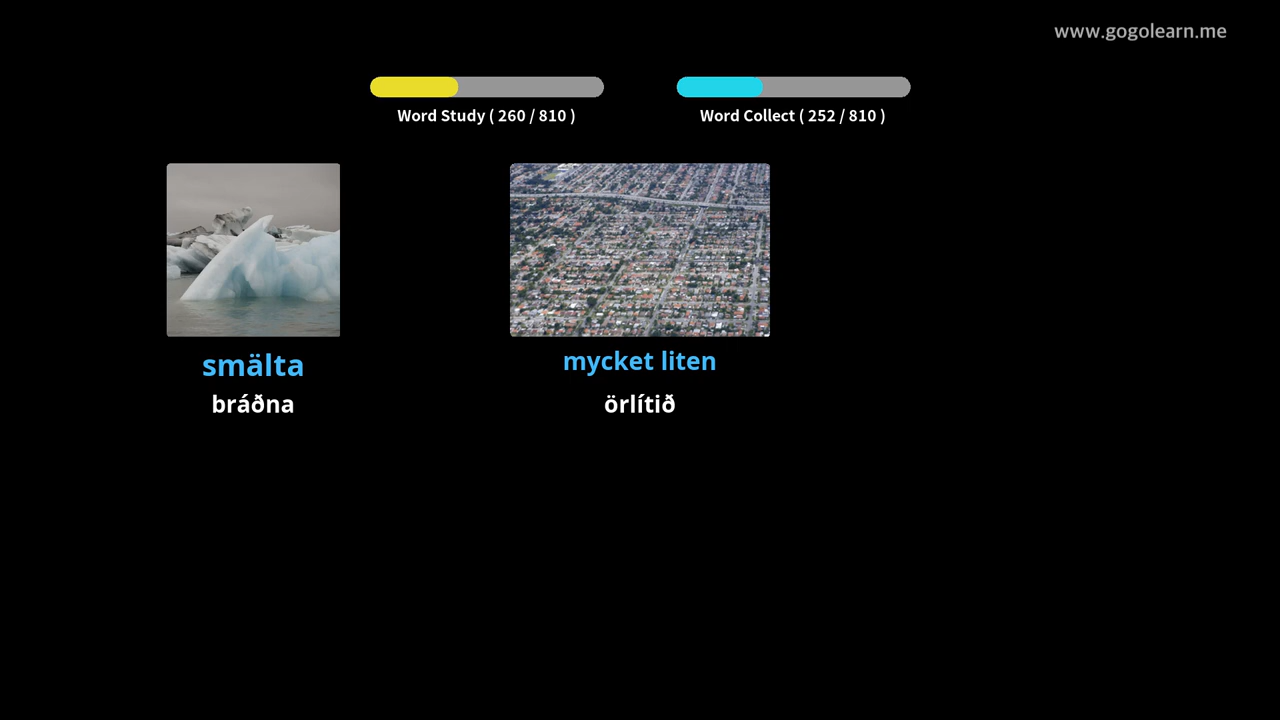 www.gogolearn.me
Word Study ( 260 / 810 )
Word Collect ( 252 / 810 )
smälta
bráðna
mycket liten
örlítið